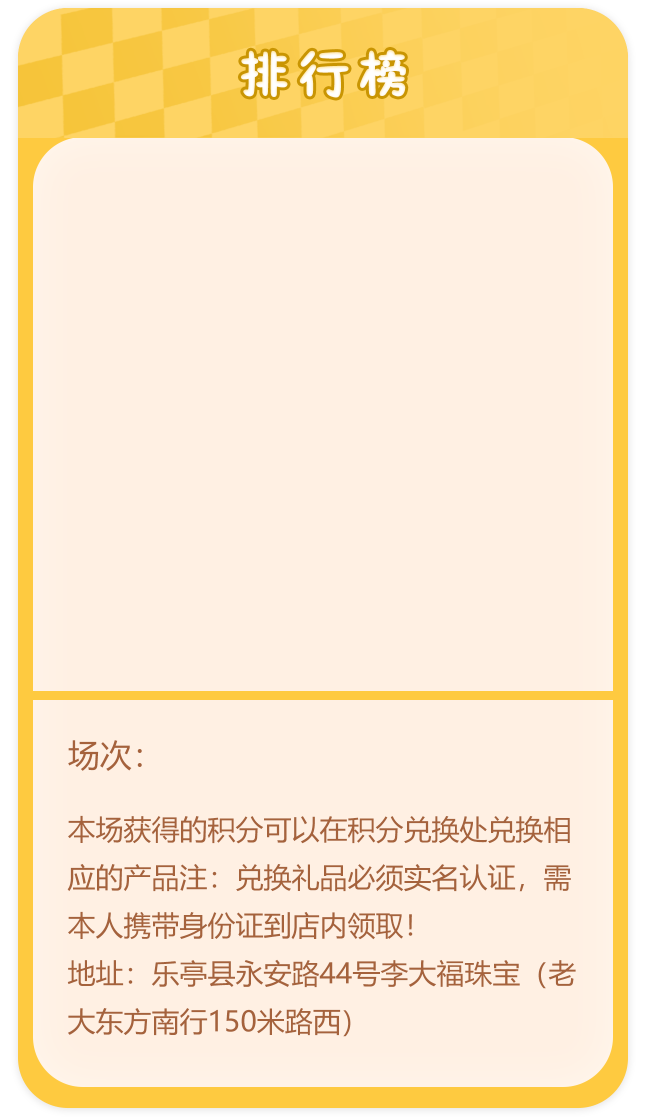 排行榜
场次：
本场获得的积分可以在积分兑换处兑换相
应的产品注：兑换礼品必须实名认证，需
本人携带身份证到店内领取！
地址：乐亭县永安路44号李大福珠宝（老
大东方南行150米路西）